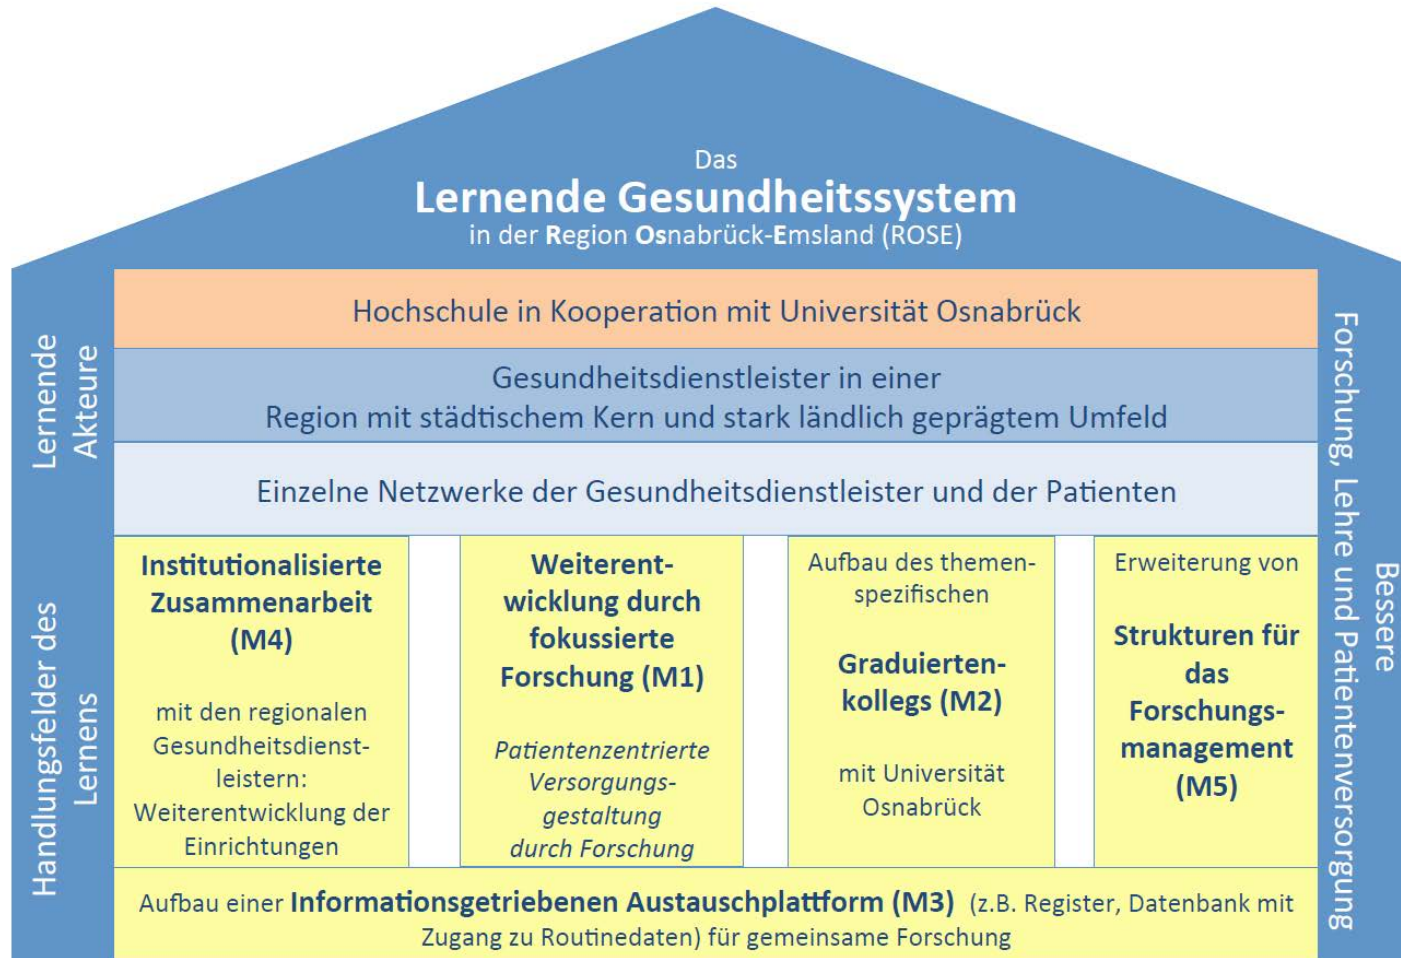 Das
Lernende Gesundheitssystem
in der Region Osnabrück-Emsland (ROSE)
Lernende
Akteure
Hochschule in Kooperation mit Universität Osnabrück
Gesundheitsdienstleister in einer
Region mit städtischem Kern und stark ländlich geprägtem Umfeld
Einzelne Netzwerke der Gesundheitsdienstleister und der Patienten
Handlungsfelder des
Lernens
Institutionalisierte
Zusammenarbeit
(M4)
mit den regionalen
Gesundheitsdienst-
leistern:
Weiterentwicklung der
Einrichtungen
Weiterent-
wicklung durch
fokussierte
Forschung (M1)
Patientenzentrierte
Versorgungs-
gestaltung
durch Forschung
Aufbau des themen-
spezifischen
Graduierten-
kollegs (M2)
mit Universität
Osnabrück
Erweiterung von
Strukturen für
das
Forschungs-
management
(M5)
Aufbau einer Informationsgetriebenen Austauschplattform (M3) (z.B. Register, Datenbank mit
Zugang zu Routinedaten) für gemeinsame Forschung
Bessere
Forschung, Lehre und Patientenversorgung